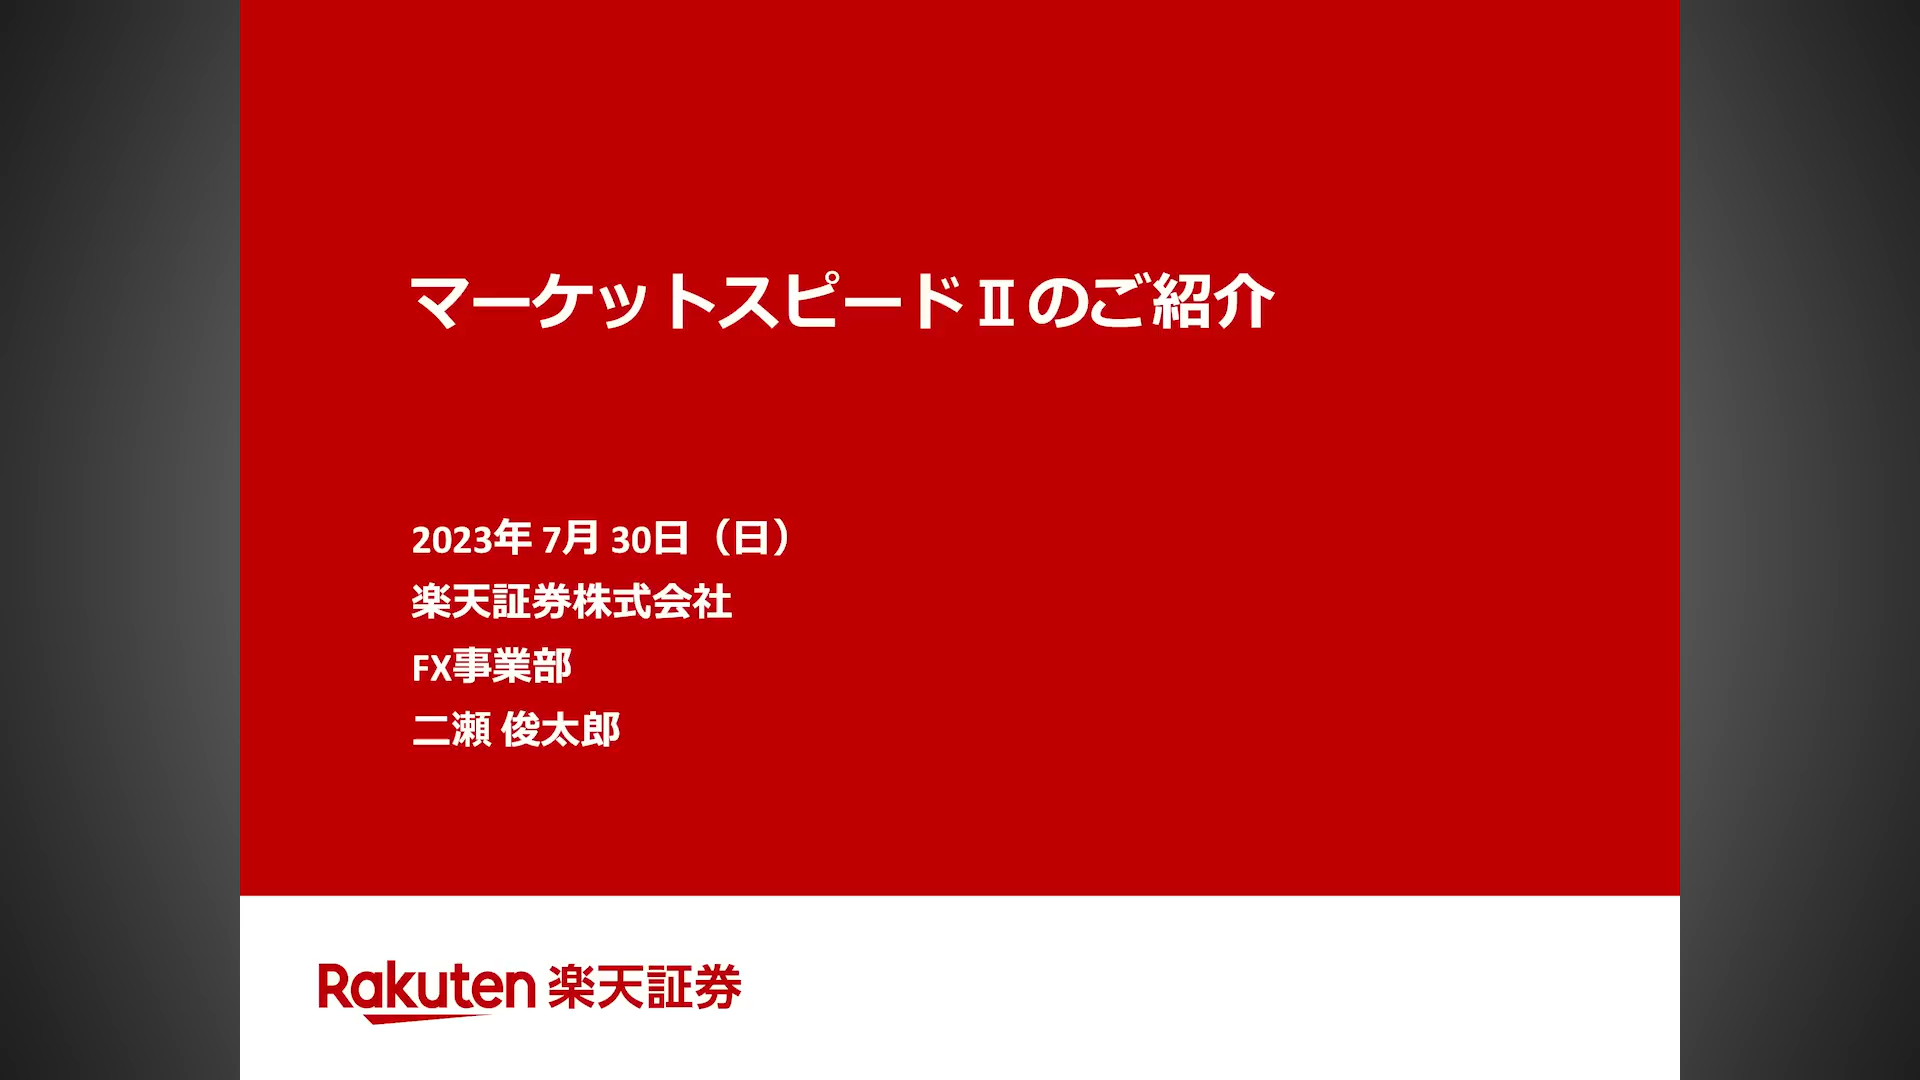 マーケットスピードⅡのご紹介
2023年 7月 30日（日）
楽天証券株式会社
FX事業部
二瀬 俊太郎
Rakuten 楽天証券